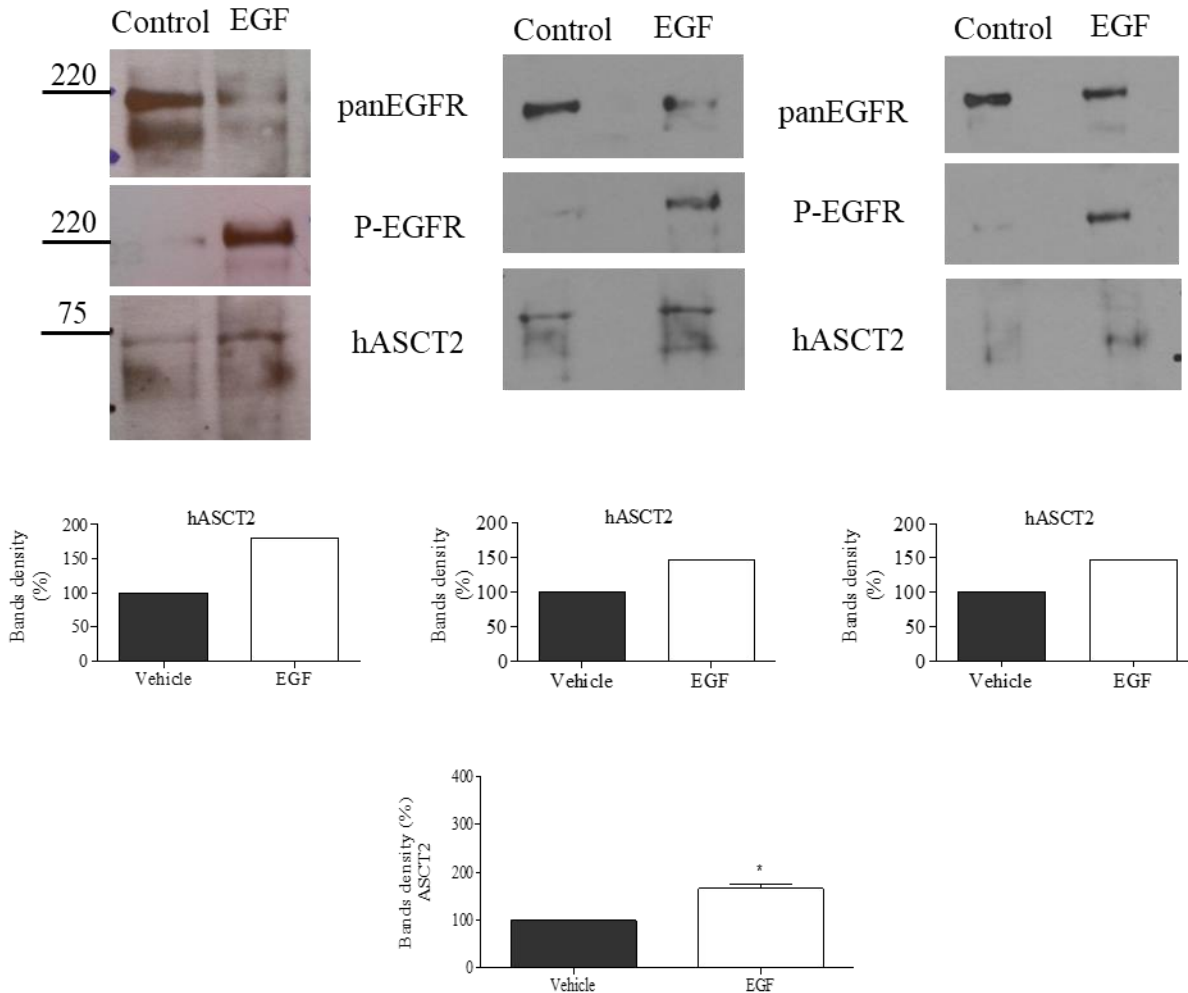 Control EGF
220
220
75
panEGFR
P-EGFR
hASCT2
Control EGF
panEGFR
P-EGFR
hASCT2
Control EGF
hASCT2
Bands density
(%)
200
150
100
50
0
Vehicle EGF
hASCT2
Bands density
(%)
200
150
100
50
0
Vehicle EGF
hASCT2
Bands density
(%)
200
150
100
50
0
Vehicle EGF
Bands density (%)
ASCT2
400
300
200
100
0
*
Vehicle EGF